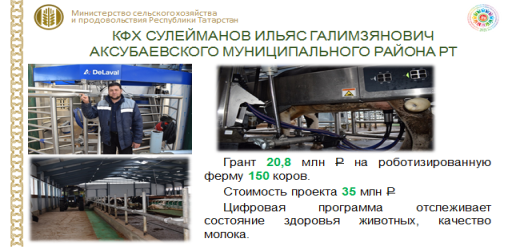 Министерство сельского хозяйства
и продовольствия Республики Татарстан
КФХ СУЛЕЙМАНОВ ИЛЬЯС ГАЛИМЗЯНОВИЧ
АКСУБАЕВСКОГО МУНИЦИПАЛЬНОГО РАЙОНА РТ
DeLaval
Грант 20,8 млн ₽ на роботизированную
ферму 150 коров.
Стоимость проекта 35 млн ₽
Цифровая программа отслеживает
состояние здоровья животных, качество
молока.